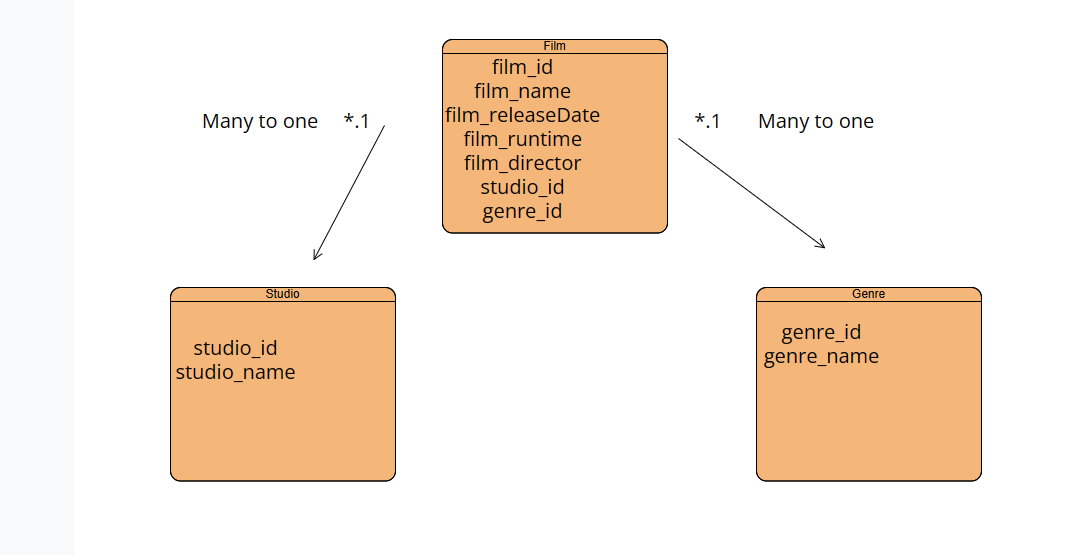 Film
film_id
film_name
film_releaseDate
film_runtime
film_director
studio_id
genre_id
Many to one *.1
*.1 Many to one
Studio
studio_id
studio_name
Genre
genre_id
genre_name